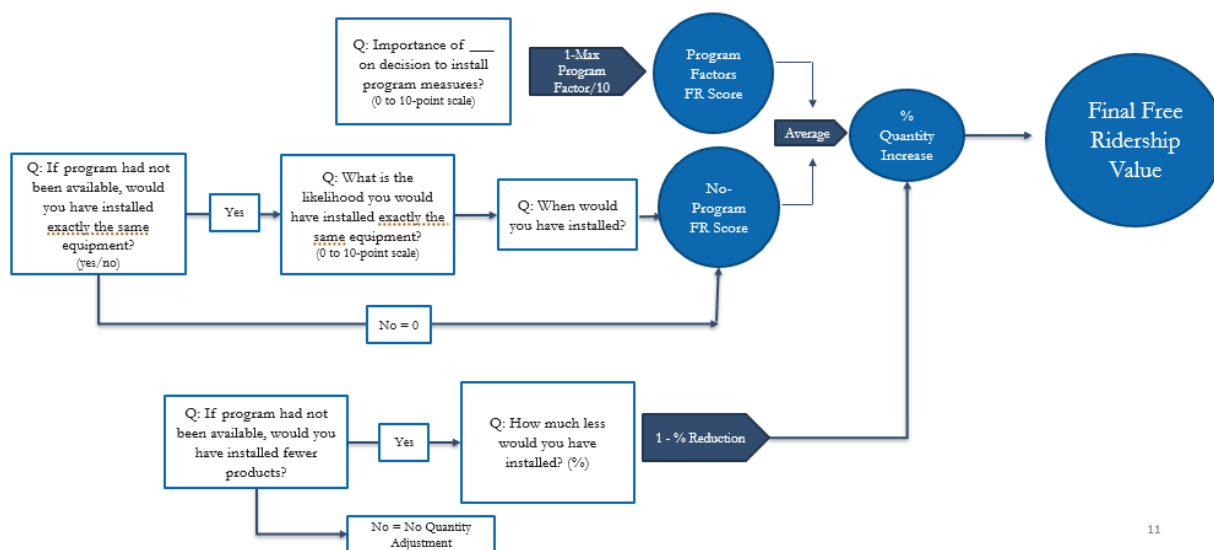 Q: Importance of ___
on decision to install
program measures?
(0 to 10-point scale)
1-Max
Program
Factor/10
Program
Factors
FR Score
Average
%
Quantity
Increase
Final Free
Ridership
Value
Q: If program had not
been available, would
you have installed
exactly the same
equipment?
(yes/no)
Yes
Q: What is the
likelihood you would
have installed exactly the
same equipment?
(0 to 10-point scale)
Q: When would
you have installed?
No-
Program
FR Score
No = 0
Q: If program had not
been available, would you
have installed fewer
products?
Yes
Q: How much less
would you have
installed? (%)
1 - % Reduction
No = No Quantity
Adjustment
11